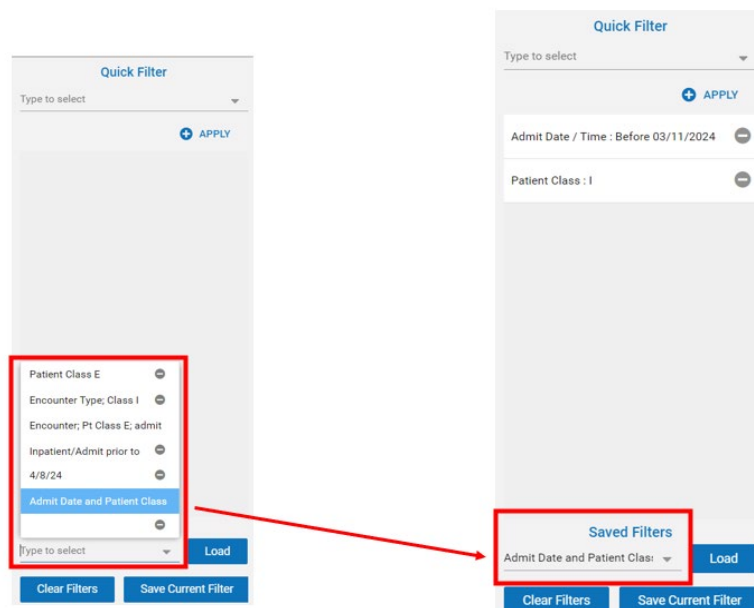 Quick Filter
Type to select
APPLY
Patient Class E
Encounter Type; Class I
Encounter; Pt Class E; admit
Inpatient/Admit prior to
4/8/24
Admit Date and Patient Class
Type to select
Load
Clear Filters
Save Current Filter
Quick Filter
Type to select
APPLY
Admit Date / Time : Before 03/11/2024
Patient Class : I
Saved Filters
Admit Date and Patient Clas
Load
Clear Filters
Save Current Filter